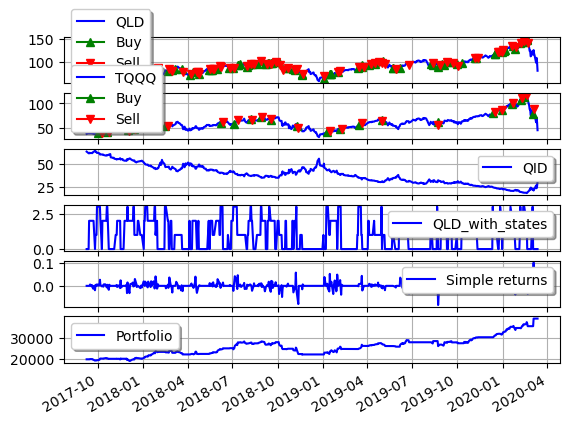 QLD
Buy
Sell
150
100
TQQQ
Buy
Sell
100
50
QID
50
25
QLD_with_states
2.5
0.0
Simple returns
0.1
0.0
Portfolio
30000
20000
2017-10
2018-01
2018-04
2018-07
2018-10
2019-01
2019-04
2019-07
2019-10
2020-01
2020-04